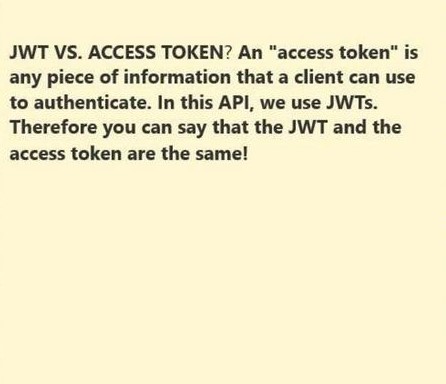 JWT VS. ACCESS TOKEN? An "access token" is
any piece of information that a client can use
to authenticate. In this API, we use JWTs.
Therefore you can say that the JWT and the
access token are the same!